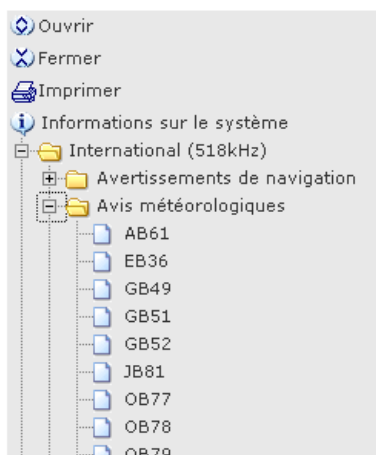 Ouvrir
Fermer
Imprimer
Informations sur le système
International (518kHz)
Avertissements de navigation
Avis météorologiques
AB61
EB36
GB49
GB51
GB52
JB81
OB77
OB78
OB79